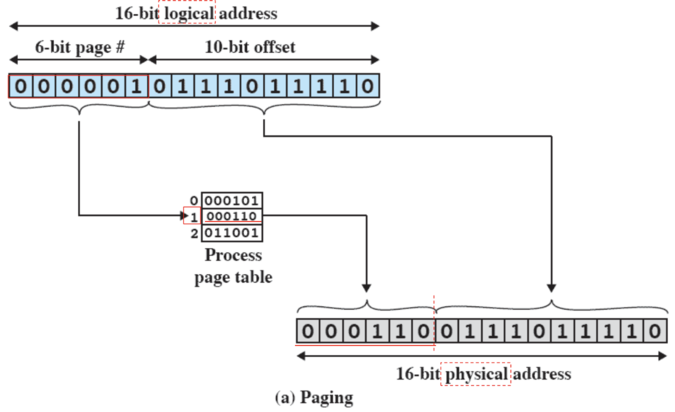 16-bit logical address
6-bit page # 10-bit offset
0 0 0 0 0 1 0 1 1 1 0 1 1 1 1 0
0 000101
1 000110
2 011001
Process
page table
0 0 0 1 1 0 0 1 1 1 0 1 1 1 1 0
16-bit physical address
(a) Paging